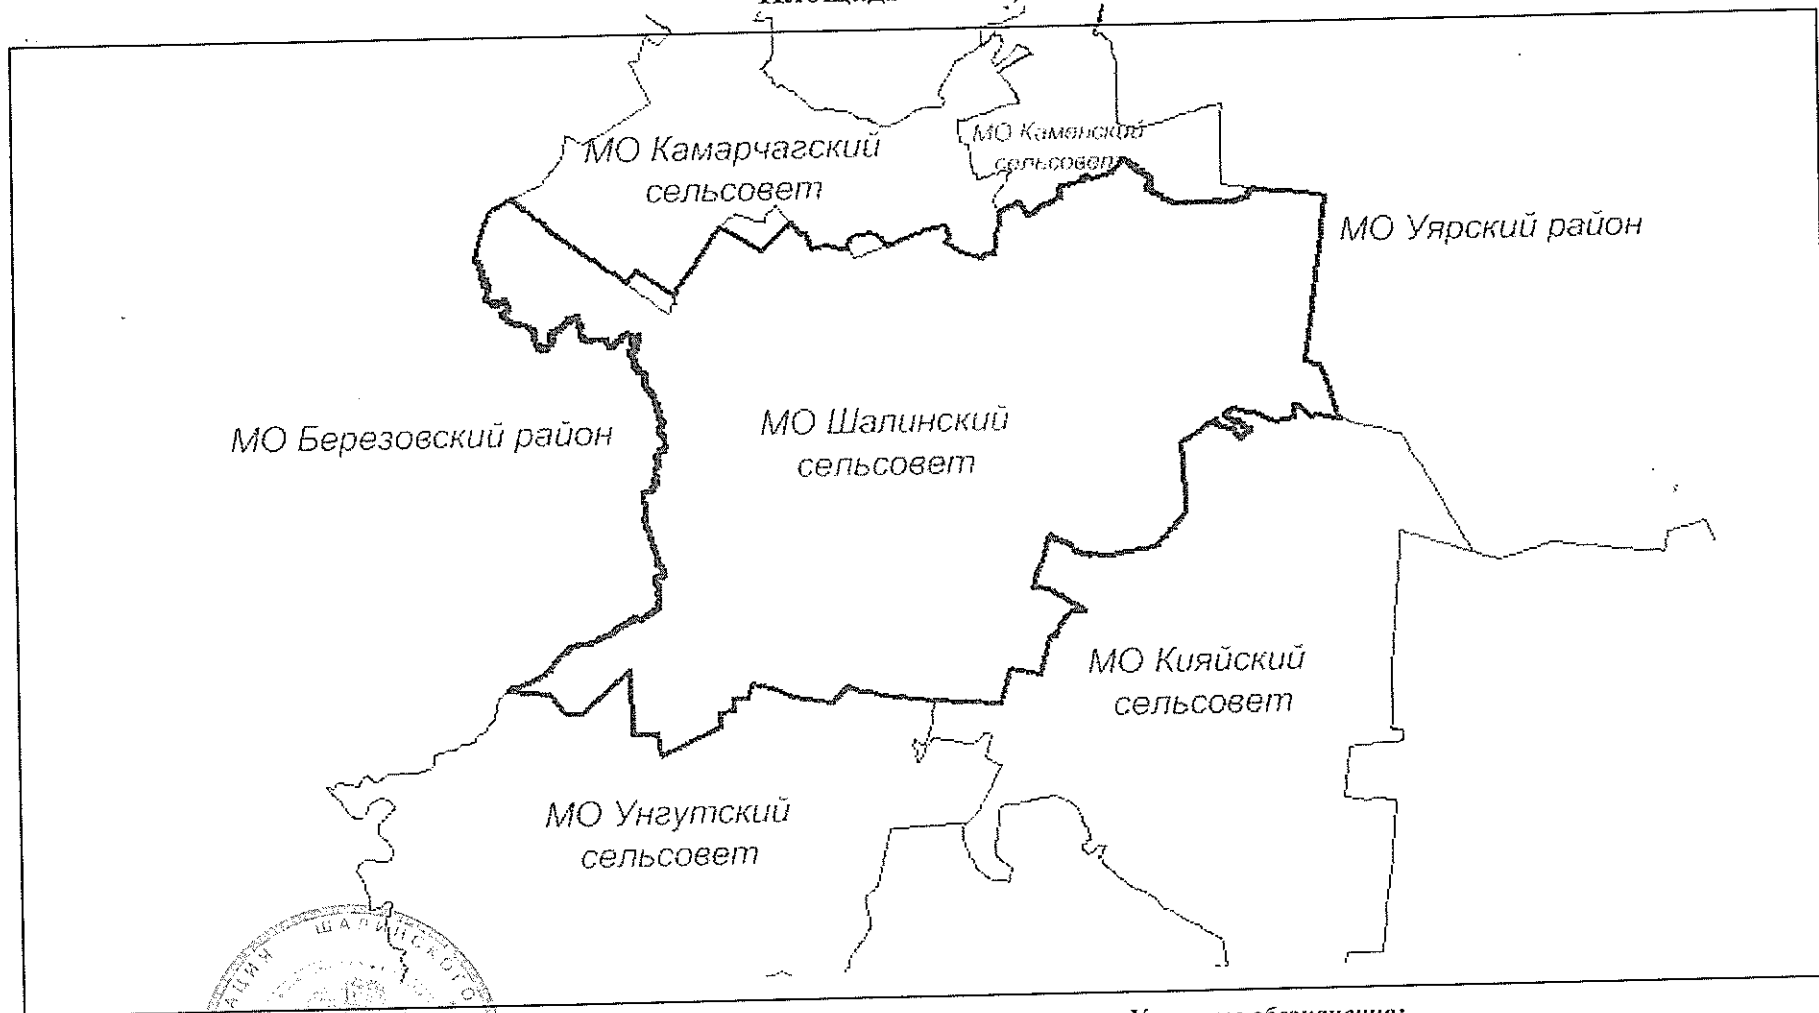 МО Камарчагский
сельсовет
МО Каменский
сельсовет
МО Уярский район
МО Березовский район
МО Шалинский
сельсовет
МО Кияйский
сельсовет
МО Унгутский
сельсовет
ШАЛИНСКОГО